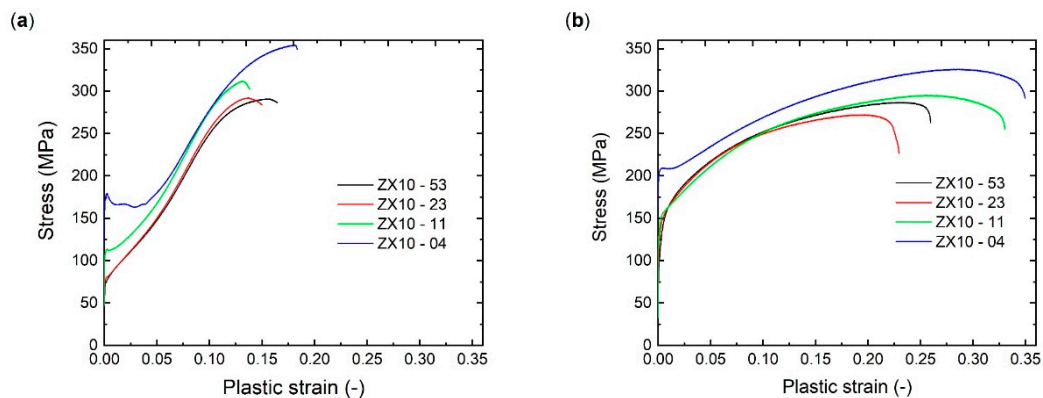 (a)
Stress (MPa)
350
300
250
200
150
100
50
0
0.00 0.05 0.10 0.15 0.20 0.25 0.30 0.35
Plastic strain (-)
ZX10 - 53
ZX10 - 23
ZX10 - 11
ZX10 - 04
(b)
Stress (MPa)
350
300
250
200
150
100
50
0
0.00 0.05 0.10 0.15 0.20 0.25 0.30 0.35
Plastic strain (-)
ZX10 - 53
ZX10 - 23
ZX10 - 11
ZX10 - 04